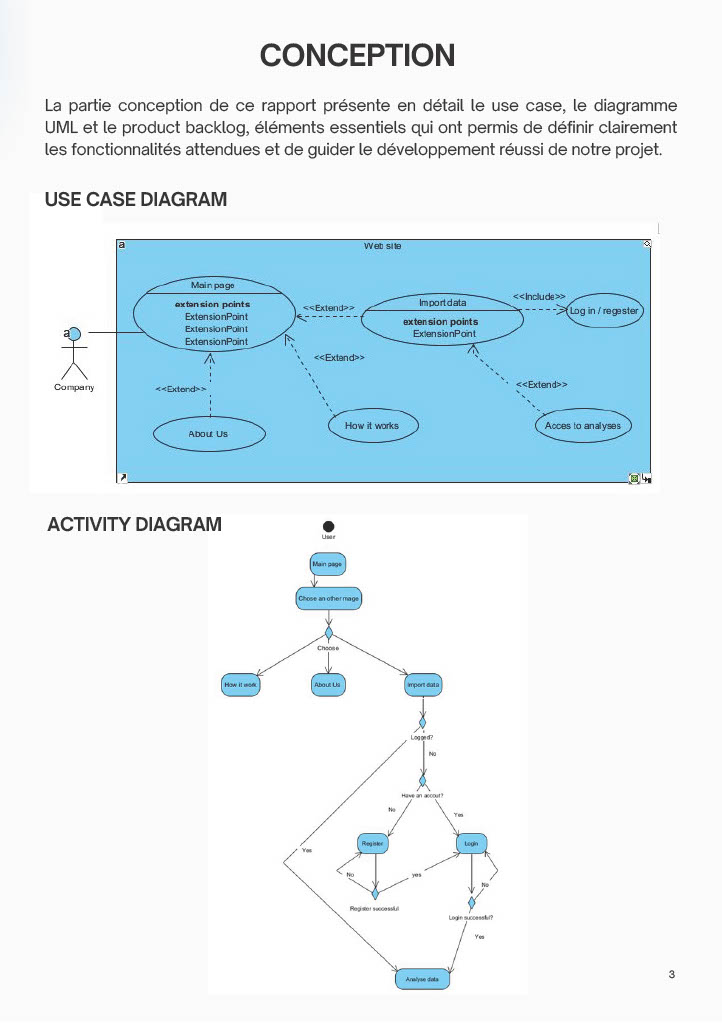 CONCEPTION
La partie conception de ce rapport présente en détail le use case, le diagramme
UML et le product backlog, éléments essentiels qui ont permis de définir clairement
les fonctionnalités attendues et de guider le développement réussi de notre projet.
USE CASE DIAGRAM
a
Web site
Main page
extension points
ExtensionPoint
ExtensionPoint
ExtensionPoint
<<Extend>>
Import data
extension points
ExtensionPoint
<<Include>>
Log in / regester
a
Company
<<Extend>>
<<Extend>>
<<Extend>>
About Us
How it works
Acces to analyses
ACTIVITY DIAGRAM
User
Main page
Chose an other mage
Choose
How it work
About Us
Import data
Logged?
No
Have an accout?
No
Yes
Register
Login
Yes
No
yes
No
Register successful
Login successful?
Yes
Analyse data
3